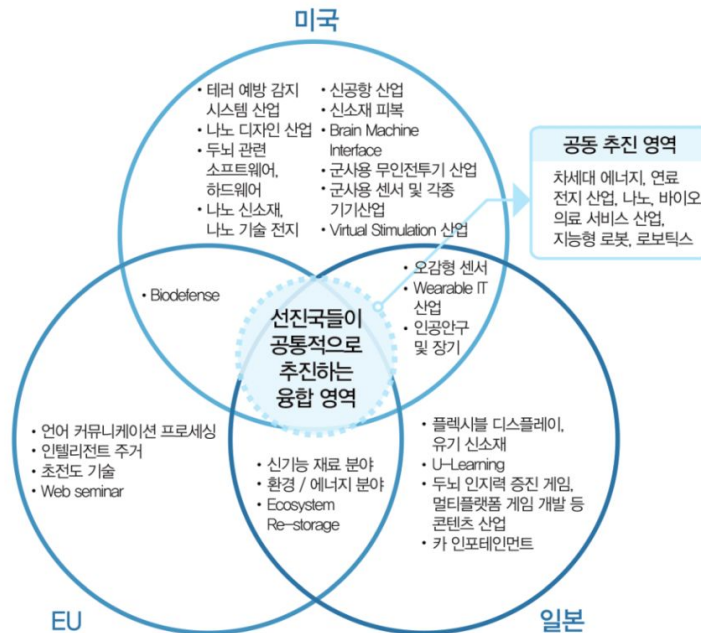 미국
• 테러 예방 감지
시스템 산업
• 나노 디자인 산업
• 두뇌 관련
소프트웨어,
하드웨어
• 나노 신소재,
나노 기술 전지
• 신공항 산업
• 신소재 피복
• Brain Machine
Interface
• 군사용 무인전투기 산업
• 군사용 센서 및 각종
기기산업
• Virtual Stimulation 산업
공동 추진 영역
차세대 에너지, 연료
전지 산업, 나노, 바이오
의료 서비스 산업,
지능형 로봇, 로보틱스
• Biodefense
• 오감형 센서
• Wearable IT
산업
• 인공안구
및 장기
선진국들이
공통적으로
추진하는
융합 영역
• 언어 커뮤니케이션 프로세싱
• 인텔리전트 주거
• 초전도 기술
• Web seminar
• 신기능 재료 분야
• 환경 / 에너지 분야
• Ecosystem
Re-storage
• 플렉시블 디스플레이,
유기 신소재
• U-Learning
• 두뇌 인지력 증진 게임,
멀티플랫폼 게임 개발 등
콘텐츠 산업
• 카 인포테인먼트
EU
일본